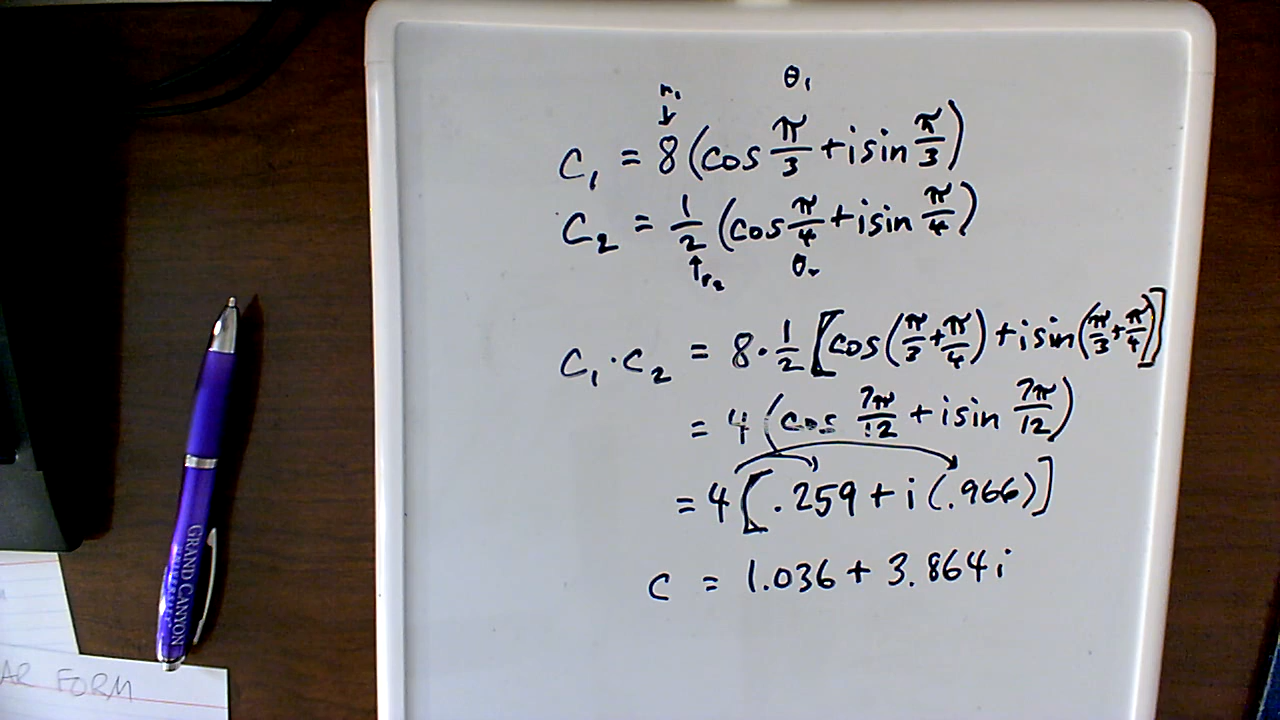 r₁
↓
θ₁
C₁ = 8 (cos π/3 + i sin π/3)
C₂ = 1/2 (cos π/4 + i sin π/4)
↑r₂
θ₂
C₁ · C₂ = 8 · 1/2 [cos(π/3 + π/4) + i sin(π/3 + π/4)]
= 4 (cos 7π/12 + i sin 7π/12)
= 4 [.259 + i (.966)]
C = 1.036 + 3.864i
GRAND CANYON
UNIVERSITY
AR FORM